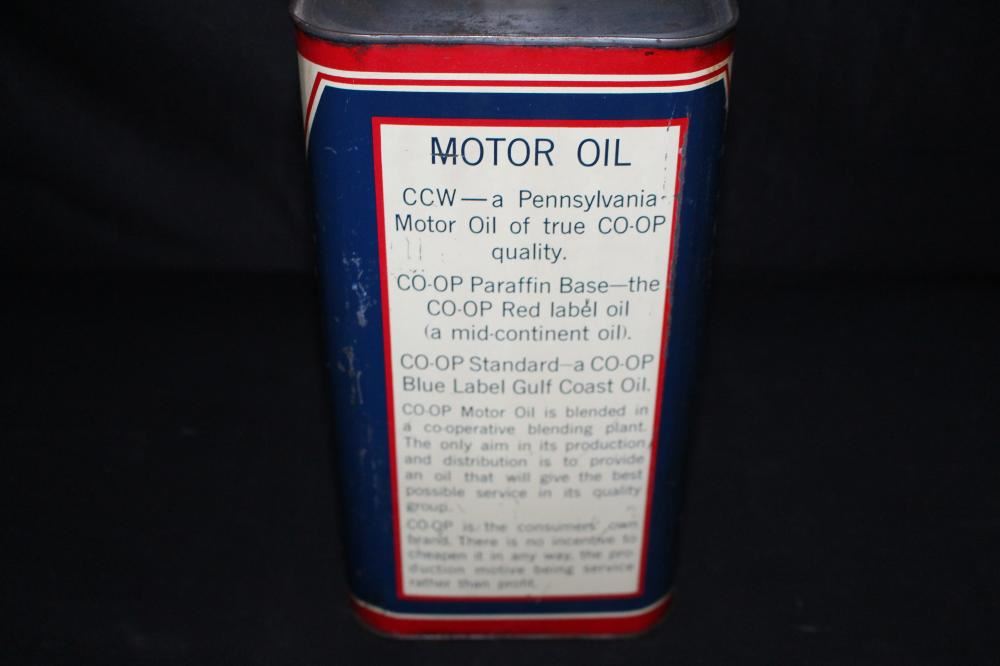 MOTOR OIL
CCW—a Pennsylvania
Motor Oil of true CO-OP
quality.
CO-OP Paraffin Base—the
CO-OP Red label oil
(a mid-continent oil).
CO-OP Standard—a CO-OP
Blue Label Gulf Coast Oil.
CO-OP Motor Oil is blended in
a co-operative blending plant.
The only aim in its production
and distribution is to provide
an oil that will give the best
possible service in its quality
group.
CO-OP is the consumers' own
brand. There is no incentive to
cheapen it in any way, the pro-
duction motive being service
rather than profit.